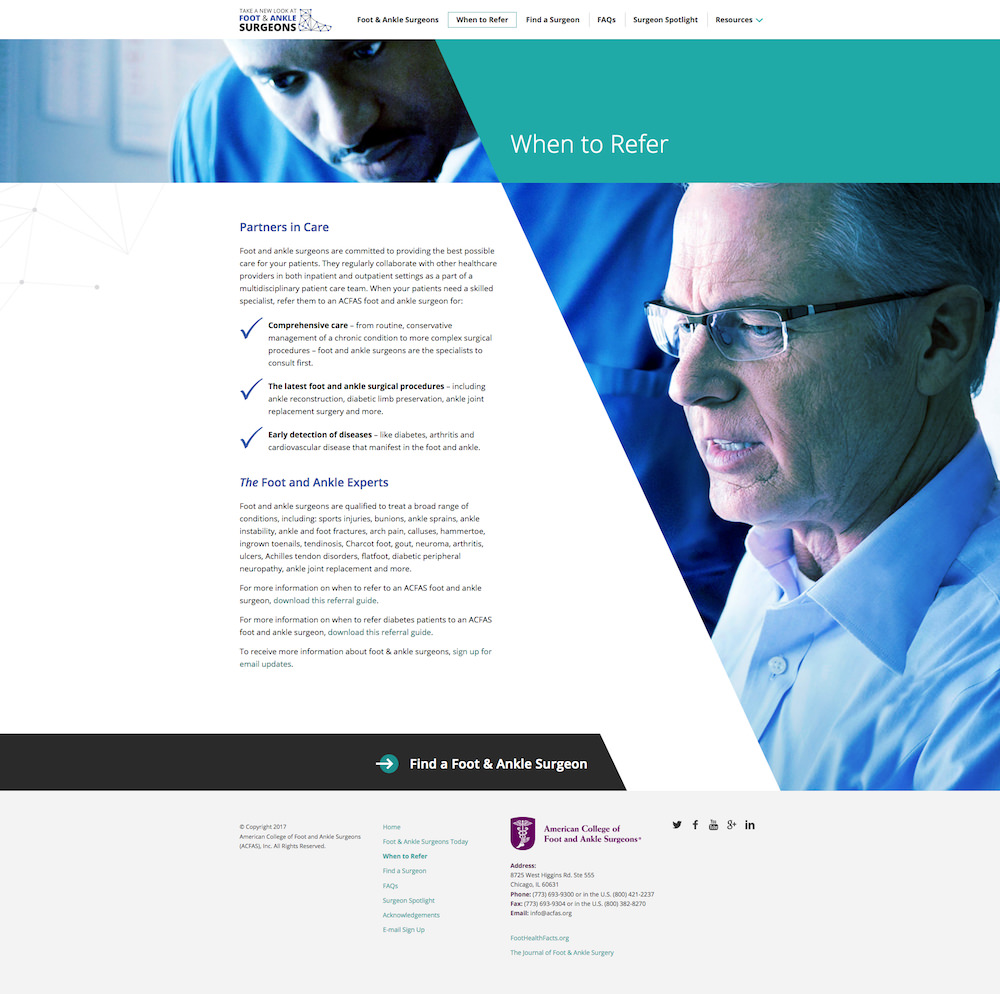 TAKE A NEW LOOK AT
FOOT & ANKLE
SURGEONS
Foot & Ankle Surgeons
When to Refer
Find a Surgeon
FAQs
Surgeon Spotlight
Resources
When to Refer
Partners in Care
Foot and ankle surgeons are committed to providing the best possible
care for your patients. They regularly collaborate with other healthcare
providers in both inpatient and outpatient settings as a part of a
multidisciplinary patient care team. When your patients need a skilled
specialist, refer them to an ACFAS foot and ankle surgeon for:
Comprehensive care – from routine, conservative
management of a chronic condition to more complex surgical
procedures – foot and ankle surgeons are the specialists to
consult first.
The latest foot and ankle surgical procedures – including
ankle reconstruction, diabetic limb preservation, ankle joint
replacement surgery and more.
Early detection of diseases – like diabetes, arthritis and
cardiovascular disease that manifest in the foot and ankle.
The Foot and Ankle Experts
Foot and ankle surgeons are qualified to treat a broad range of
conditions, including: sports injuries, bunions, ankle sprains, ankle
instability, ankle and foot fractures, arch pain, calluses, hammertoe,
ingrown toenails, tendinosis, Charcot foot, gout, neuroma, arthritis,
ulcers, Achilles tendon disorders, flatfoot, diabetic peripheral
neuropathy, ankle joint replacement and more.
For more information on when to refer to an ACFAS foot and ankle
surgeon, download this referral guide.
For more information on when to refer diabetes patients to an ACFAS
foot and ankle surgeon, download this referral guide.
To receive more information about foot & ankle surgeons, sign up for
email updates.
Find a Foot & Ankle Surgeon
© Copyright 2017
American College of Foot and Ankle Surgeons
(ACFAS), Inc. All Rights Reserved.
Home
Foot & Ankle Surgeons Today
When to Refer
Find a Surgeon
FAQs
Surgeon Spotlight
Acknowledgements
E-mail Sign Up
American College of
Foot and Ankle Surgeons®
Address:
8725 West Higgins Rd. Ste 555
Chicago, IL 60631
Phone: (773) 693-9300 or in the U.S. (800) 421-2237
Fax: (773) 693-9304 or in the U.S. (800) 382-8270
Email: info@acfas.org
FootHealthFacts.org
The Journal of Foot & Ankle Surgery
You Tube
g+
in